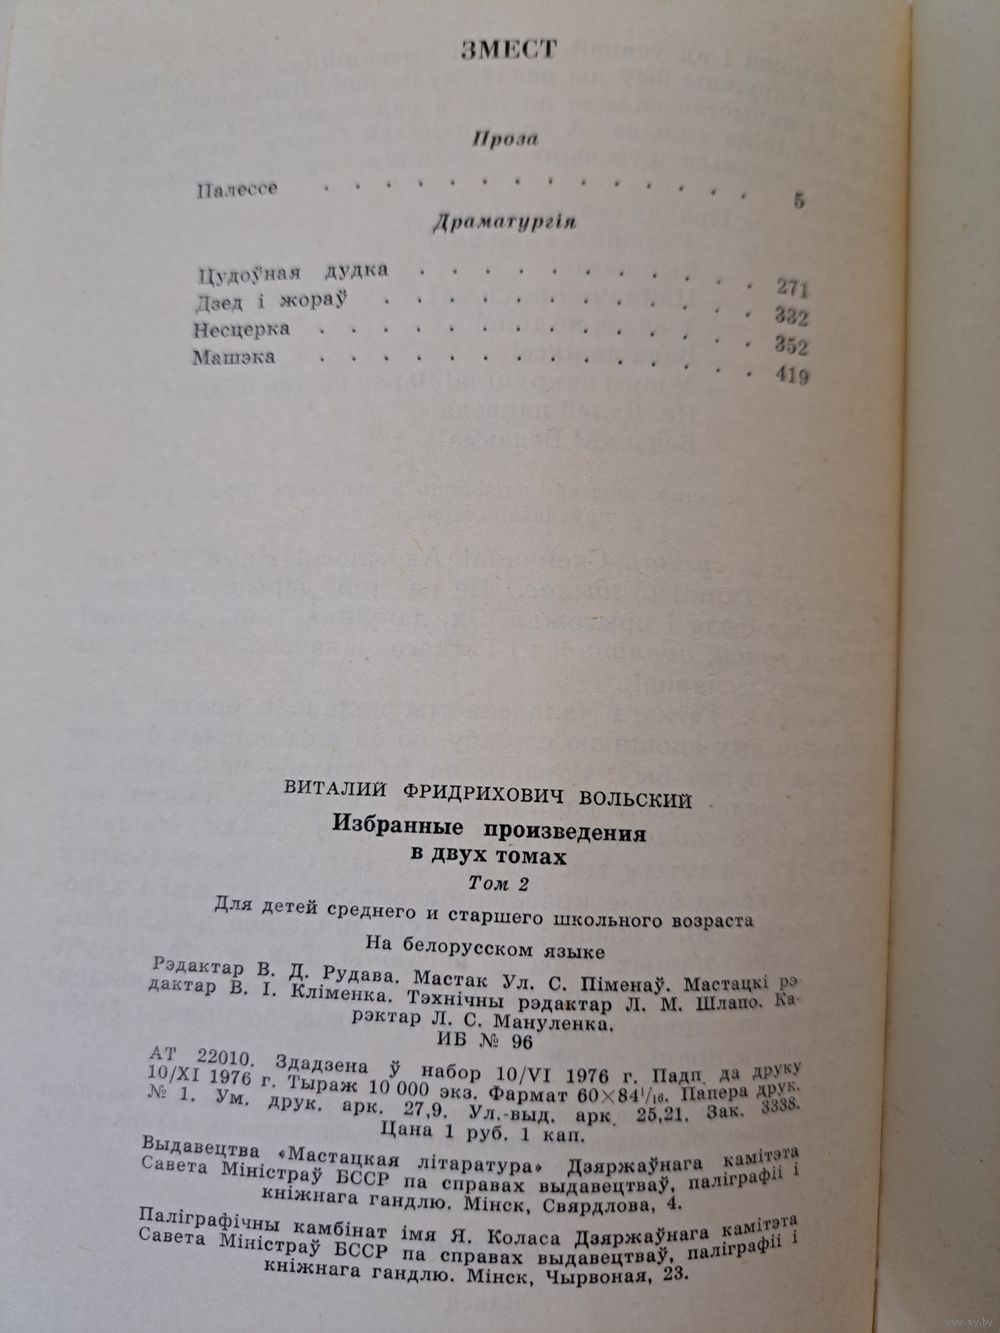 ЗМЕСТ
Проза
Палессе . . . . . . . . . . . . . . 5
Драматургія
Цудоўная дудка . . . . . . . . . . . 271
Дзед і жораў . . . . . . . . . . . . 332
Несцерка . . . . . . . . . . . . . . 352
Машэка . . . . . . . . . . . . . . 419
ВИТАЛИЙ ФРИДРИХОВИЧ ВОЛЬСКИЙ
Избранные произведения
в двух томах
Том 2
Для детей среднего и старшего школьного возраста
На белорусском языке
Рэдактар В. Д. Рудава. Мастак Ул. С. Піменаў. Мастацкі рэ-
дактар В. І. Кліменка. Тэхнічны рэдактар Л. М. Шлапо. Ка-
рэктар Л. С. Мануленка.
ИБ № 96
АТ 22010. Здадзена ў набор 10/VI 1976 г. Падп. да друку
10/XI 1976 г. Тыраж 10 000 экз. Фармат 60×84¹/₁₆. Папера друк.
№ 1. Ум. друк. арк. 27,9. Ул.-выд. арк. 25,21. Зак. 3338.
Цана 1 руб. 1 кап.
Выдавецтва «Мастацкая літаратура» Дзяржаўнага камітэта
Савета Міністраў БССР па справах выдавецтваў, паліграфіі і
кніжнага гандлю. Мінск, Свярдлова, 4.
Паліграфічны камбінат імя Я. Коласа Дзяржаўнага камітэта
Савета Міністраў БССР па справах выдавецтваў, паліграфіі і
кніжнага гандлю. Мінск, Чырвоная, 23.
www.ay.by